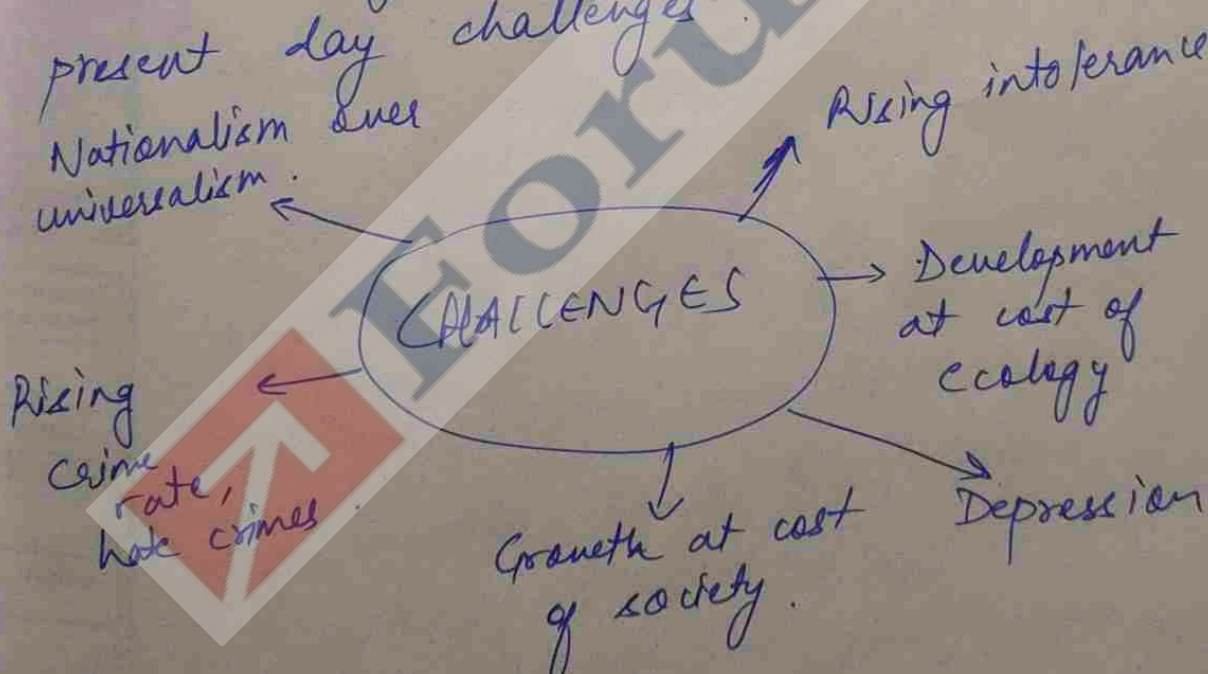 present day challenges.
Nationalism over
universalism.
Rising intolerance
CHALLENGES
Development
at cost of
ecology
Rising
crime
rate,
hate crimes.
Growth at cost
of society.
Depression
Foru